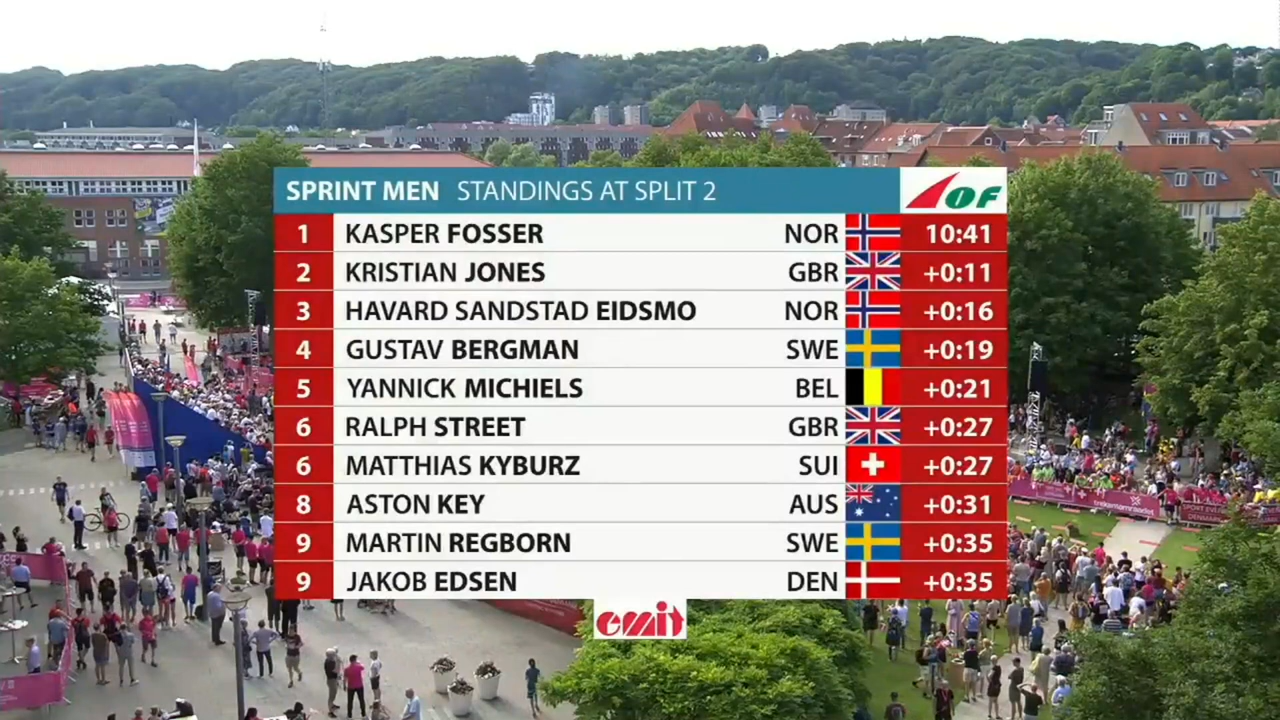 SPRINT MEN STANDINGS AT SPLIT 2 IOF
1 KASPER FOSSER NOR 10:41
2 KRISTIAN JONES GBR +0:11
3 HAVARD SANDSTAD EIDSMO NOR +0:16
4 GUSTAV BERGMAN SWE +0:19
5 YANNICK MICHIELS BEL +0:21
6 RALPH STREET GBR +0:27
6 MATTHIAS KYBURZ SUI +0:27
8 ASTON KEY AUS +0:31
9 MARTIN REGBORN SWE +0:35
9 JAKOB EDSEN DEN +0:35
emit